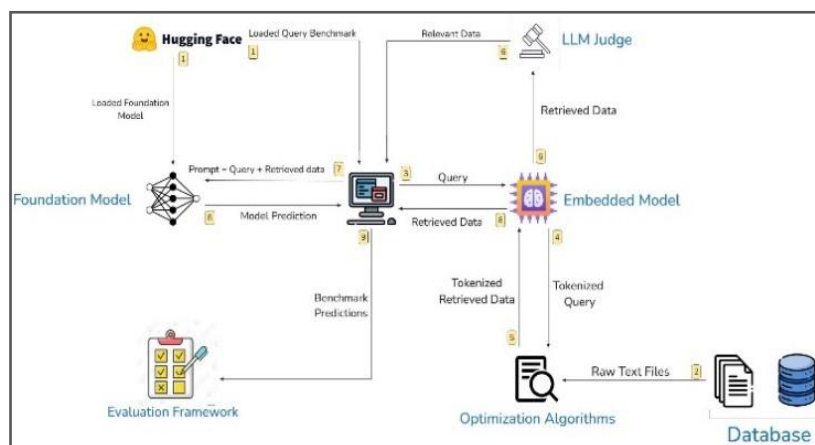 Hugging Face
1
1
Loaded Query Benchmark
Relevant Data
6
LLM Judge
Loaded Foundation
Model
Retrieved Data
6
Prompt = Query + Retrieved data
7
3
Query
Foundation Model
Embedded Model
8
Model Prediction
9
Retrieved Data
6
4
Tokenized
Retrieved Data
Tokenized
Query
Benchmark
Predictions
5
Raw Text Files
2
Evaluation Framework
Optimization Algorithms
Database